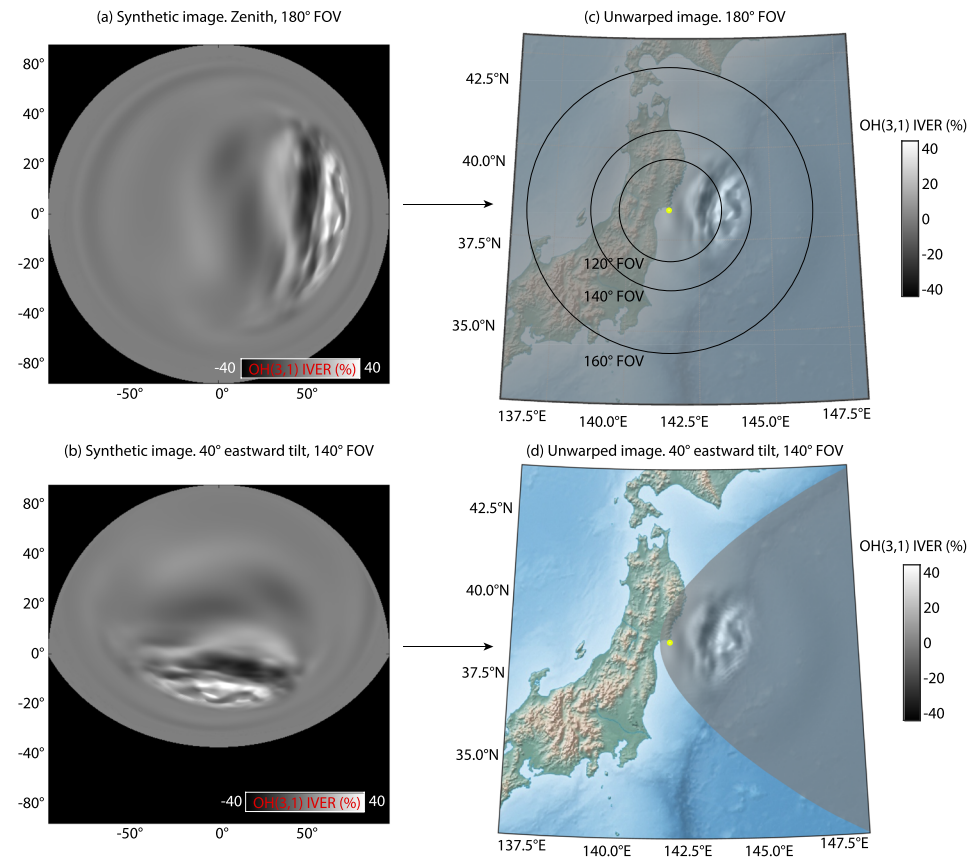 (a) Synthetic image. Zenith, 180° FOV
80°
40°
20°
0°
-20°
-40°
-80°
-40 OH(3,1) IVER (%) 40
-50° 0° 50°
(c) Unwarped image. 180° FOV
42.5°N
40.0°N
37.5°N
35.0°N
120° FOV
140° FOV
160° FOV
137.5°E 140.0°E 142.5°E 145.0°E 147.5°E
OH(3,1) IVER (%)
40
20
0
-20
-40
(b) Synthetic image. 40° eastward tilt, 140° FOV
80°
40°
20°
0°
-20°
-40°
-80°
-40 OH(3,1) IVER (%) 40
-50° 0° 50°
(d) Unwarped image. 40° eastward tilt, 140° FOV
42.5°N
40.0°N
37.5°N
35.0°N
137.5°E 140.0°E 142.5°E 145.0°E 147.5°E
OH(3,1) IVER (%)
40
20
0
-20
-40